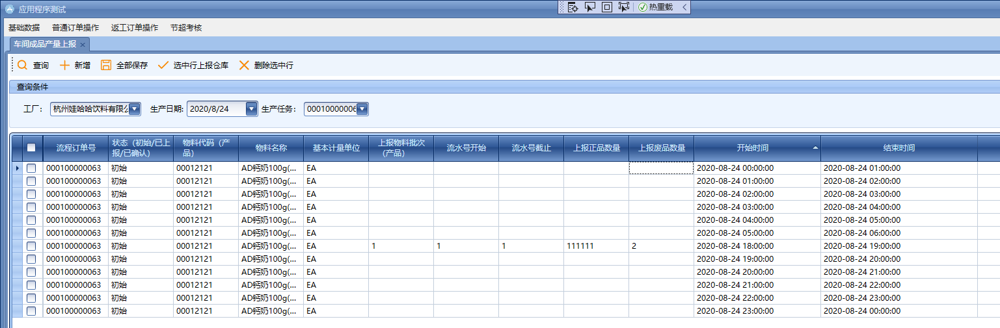 应用程序测试
热重载
基础数据 普通订单操作 返工订单操作 节超考核
车间成品产量上报 ×
查询 新增 全部保存 选中行上报仓库 删除选中行
查询条件
工厂： 杭州娃哈哈饮料有限公 生产日期: 2020/8/24 生产任务： 00010000006
流程订单号 状态（初始/已上报/已确认） 物料代码（产品） 物料名称 基本计量单位 上报物料批次（产品） 流水号开始 流水号截止 上报正品数量 上报废品数量 开始时间 结束时间
000100000063 初始 00012121 AD钙奶100g(... EA 2020-08-24 00:00:00 2020-08-24 01:00:00
000100000063 初始 00012121 AD钙奶100g(... EA 2020-08-24 01:00:00 2020-08-24 02:00:00
000100000063 初始 00012121 AD钙奶100g(... EA 2020-08-24 02:00:00 2020-08-24 03:00:00
000100000063 初始 00012121 AD钙奶100g(... EA 2020-08-24 03:00:00 2020-08-24 04:00:00
000100000063 初始 00012121 AD钙奶100g(... EA 2020-08-24 04:00:00 2020-08-24 05:00:00
000100000063 初始 00012121 AD钙奶100g(... EA 2020-08-24 05:00:00 2020-08-24 06:00:00
000100000063 初始 00012121 AD钙奶100g(... EA 1 1 1 111111 2 2020-08-24 18:00:00 2020-08-24 19:00:00
000100000063 初始 00012121 AD钙奶100g(... EA 2020-08-24 19:00:00 2020-08-24 20:00:00
000100000063 初始 00012121 AD钙奶100g(... EA 2020-08-24 20:00:00 2020-08-24 21:00:00
000100000063 初始 00012121 AD钙奶100g(... EA 2020-08-24 21:00:00 2020-08-24 22:00:00
000100000063 初始 00012121 AD钙奶100g(... EA 2020-08-24 22:00:00 2020-08-24 23:00:00
000100000063 初始 00012121 AD钙奶100g(... EA 2020-08-24 23:00:00 2020-08-24 00:00:00